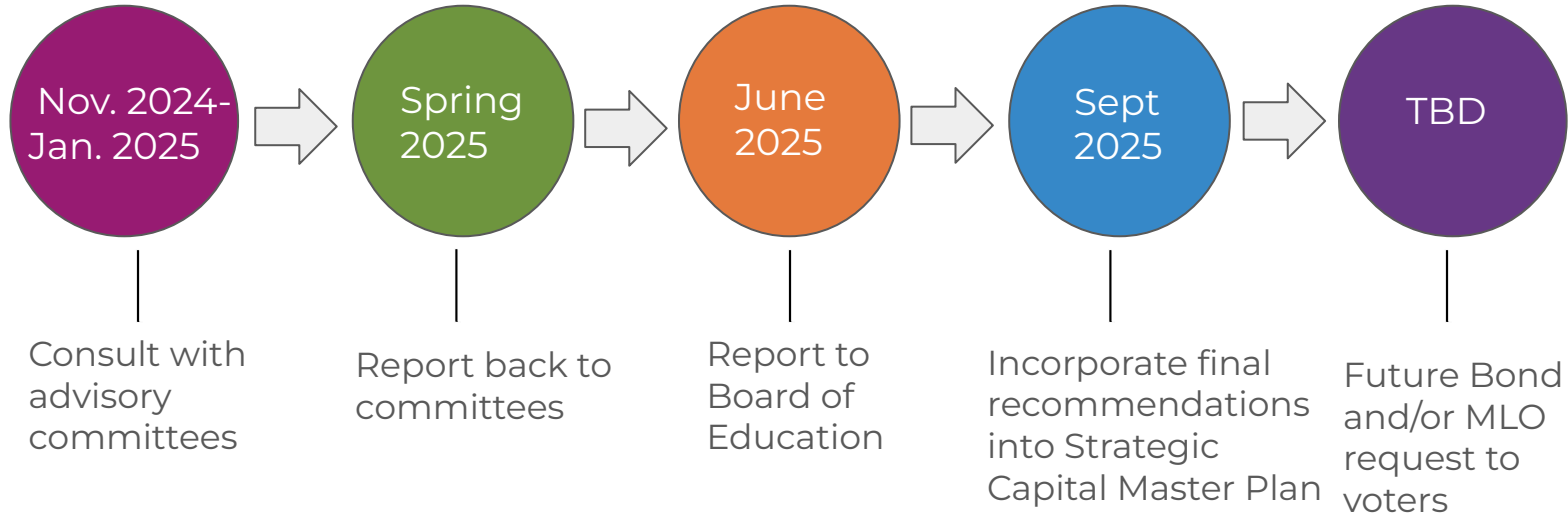 Nov. 2024-
Jan. 2025
Spring
2025
June
2025
Sept
2025
TBD
Consult with
advisory
committees
Report back to
committees
Report to
Board of
Education
Incorporate final
recommendations
into Strategic
Capital Master Plan
Future Bond
and/or MLO
request to
voters